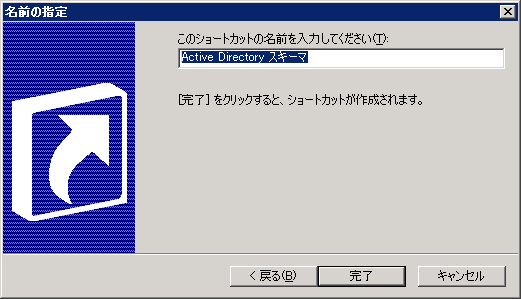 名前の指定
このショートカットの名前を入力してください(T):
Active Directory スキーマ
[完了] をクリックすると、ショートカットが作成されます。
< 戻る(B)
完了
キャンセル